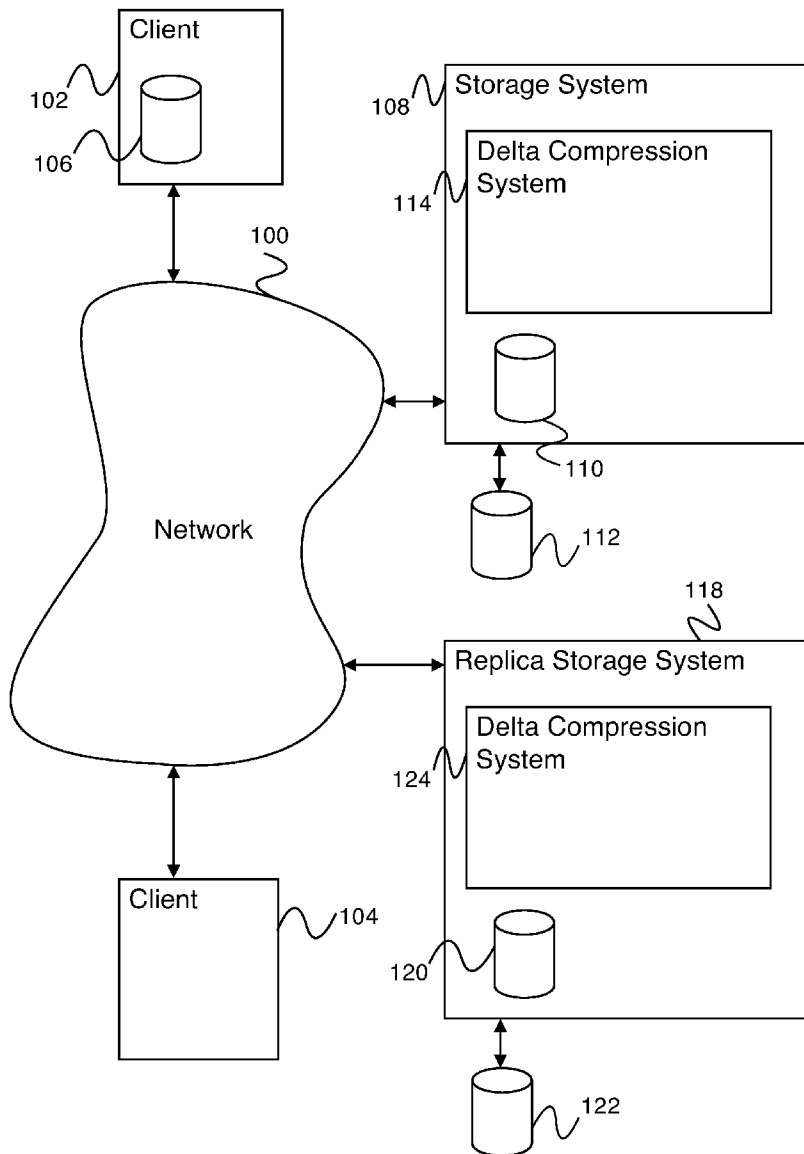 Client
102
106
100
Storage System
108
Delta Compression
System
114
110
112
Network
118
Replica Storage System
Delta Compression
System
124
Client
104
120
122